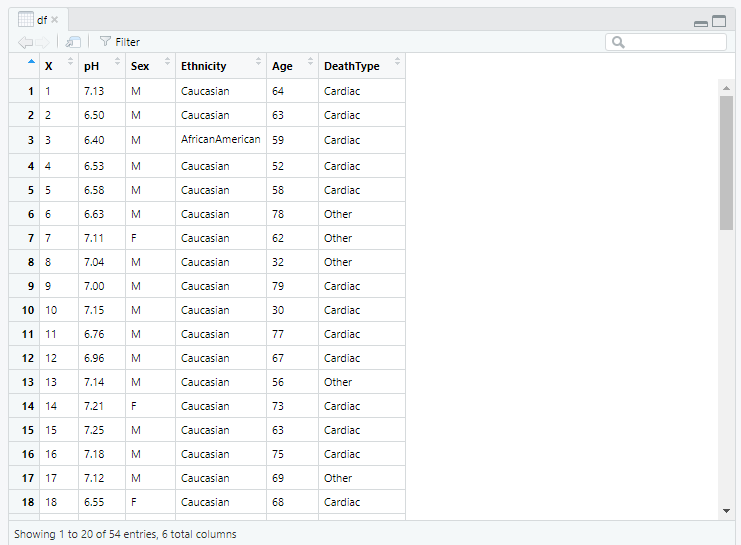 df
Filter
X pH Sex Ethnicity Age DeathType
1 1 7.13 M Caucasian 64 Cardiac
2 2 6.50 M Caucasian 63 Cardiac
3 3 6.40 M AfricanAmerican 59 Cardiac
4 4 6.53 M Caucasian 52 Cardiac
5 5 6.58 M Caucasian 58 Cardiac
6 6 6.63 M Caucasian 78 Other
7 7 7.11 F Caucasian 62 Other
8 8 7.04 M Caucasian 32 Other
9 9 7.00 M Caucasian 79 Cardiac
10 10 7.15 M Caucasian 30 Cardiac
11 11 6.76 M Caucasian 77 Cardiac
12 12 6.96 M Caucasian 67 Cardiac
13 13 7.14 M Caucasian 56 Other
14 14 7.21 F Caucasian 73 Cardiac
15 15 7.25 M Caucasian 63 Cardiac
16 16 7.18 M Caucasian 75 Cardiac
17 17 7.12 M Caucasian 69 Other
18 18 6.55 F Caucasian 68 Cardiac
Showing 1 to 20 of 54 entries, 6 total columns